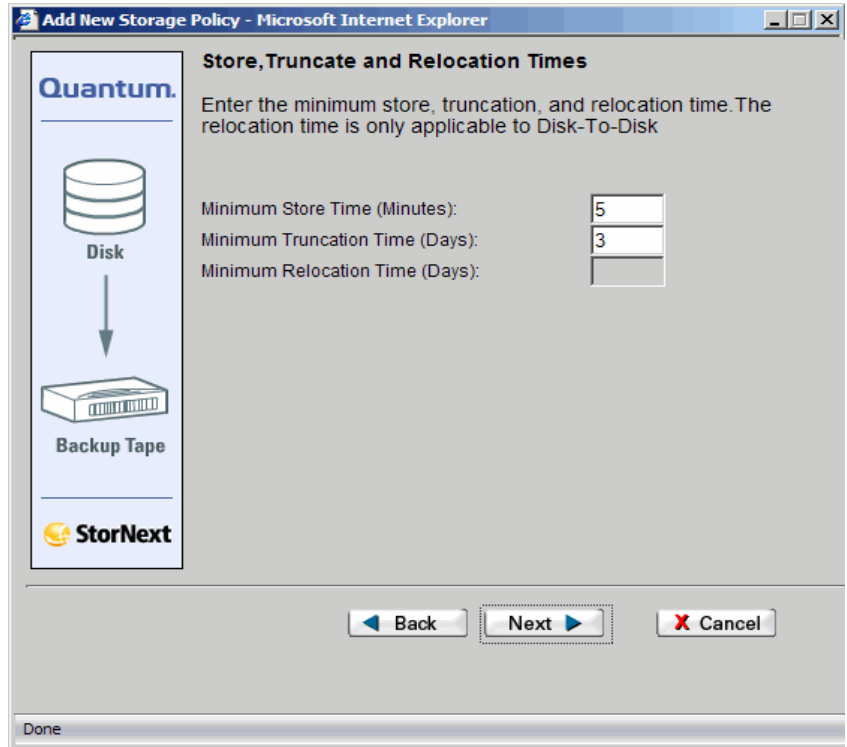 Add New Storage Policy - Microsoft Internet Explorer
Quantum.
Disk
Backup Tape
StorNext
Store,Truncate and Relocation Times
Enter the minimum store, truncation, and relocation time.The
relocation time is only applicable to Disk-To-Disk
Minimum Store Time (Minutes): 5
Minimum Truncation Time (Days): 3
Minimum Relocation Time (Days):
Back Next X Cancel
Done